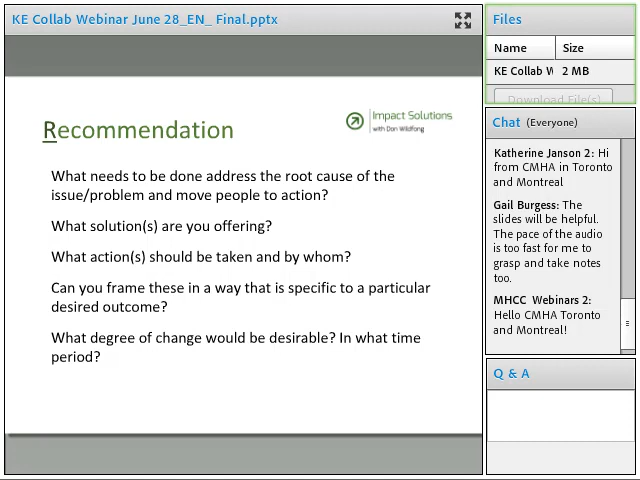 KE Collab Webinar June 28_EN_ Final.pptx
Recommendation
Impact Solutions
with Don Wildfong
What needs to be done address the root cause of the
issue/problem and move people to action?
What solution(s) are you offering?
What action(s) should be taken and by whom?
Can you frame these in a way that is specific to a particular
desired outcome?
What degree of change would be desirable? In what time
period?
Files
Name Size
KE Collab W 2 MB
Download File(s)
Chat (Everyone)
Katherine Janson 2: Hi
from CMHA in Toronto
and Montreal
Gail Burgess: The
slides will be helpful.
The pace of the audio
is too fast for me to
grasp and take notes
too.
MHCC Webinars 2:
Hello CMHA Toronto
and Montreal!
Q & A